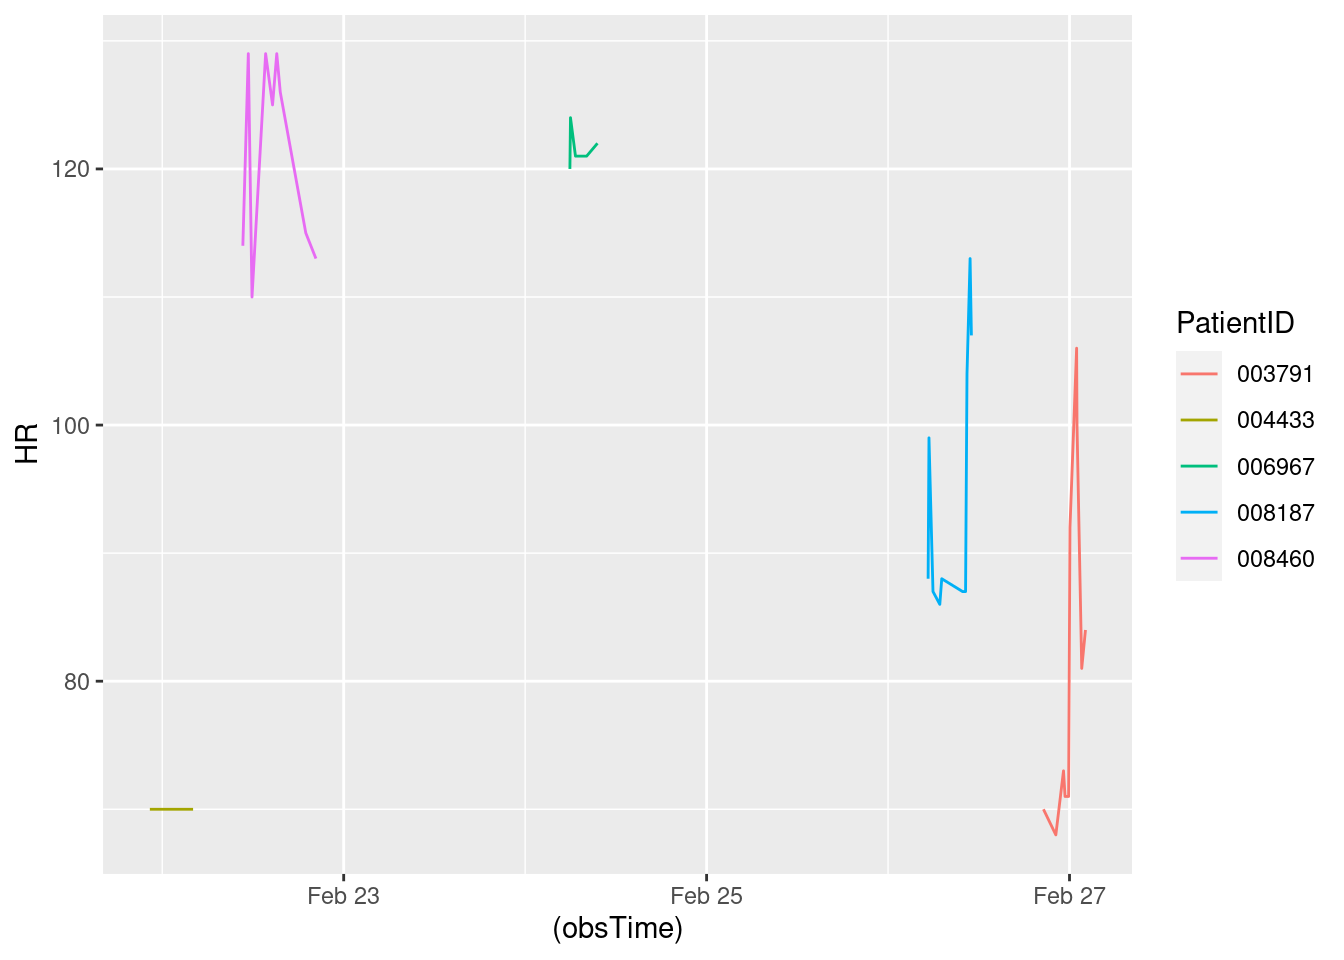 120
100
80
HR
Feb 23
Feb 25
Feb 27
(obsTime)
PatientID
003791
004433
006967
008187
008460